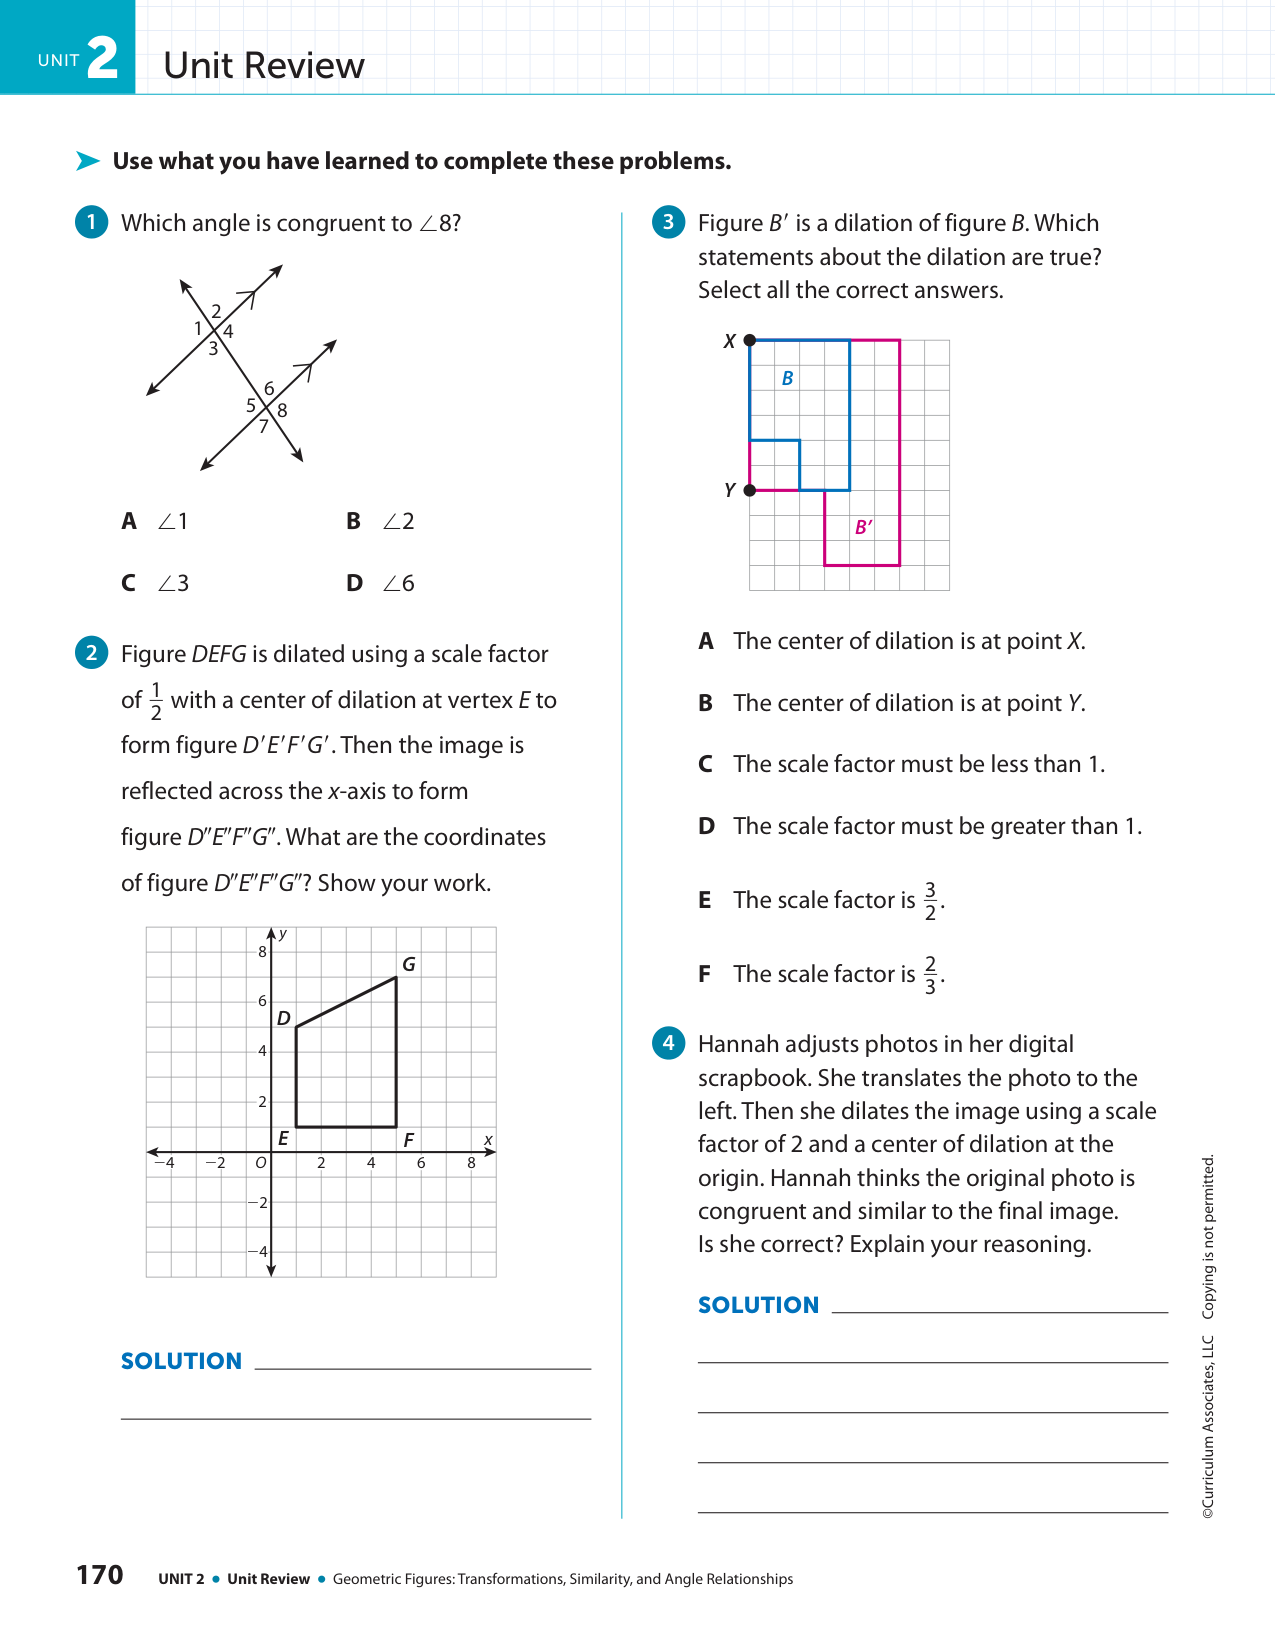 UNIT 2 Unit Review
Use what you have learned to complete these problems.
1 Which angle is congruent to ∠8?
2
1 4
3
6
5 8
7
A ∠1 B ∠2
C ∠3 D ∠6
2 Figure DEFG is dilated using a scale factor
of 1/2 with a center of dilation at vertex E to
form figure D′E′F′G′. Then the image is
reflected across the x-axis to form
figure D″E″F″G″. What are the coordinates
of figure D″E″F″G″? Show your work.
y
8
G
6
D
4
2
E F x
−4 −2 O 2 4 6 8
−2
−4
SOLUTION
3 Figure B′ is a dilation of figure B. Which
statements about the dilation are true?
Select all the correct answers.
X
B
Y
B′
A The center of dilation is at point X.
B The center of dilation is at point Y.
C The scale factor must be less than 1.
D The scale factor must be greater than 1.
E The scale factor is 3/2.
F The scale factor is 2/3.
4 Hannah adjusts photos in her digital
scrapbook. She translates the photo to the
left. Then she dilates the image using a scale
factor of 2 and a center of dilation at the
origin. Hannah thinks the original photo is
congruent and similar to the final image.
Is she correct? Explain your reasoning.
SOLUTION
©Curriculum Associates, LLC Copying is not permitted.
170 UNIT 2 • Unit Review • Geometric Figures: Transformations, Similarity, and Angle Relationships